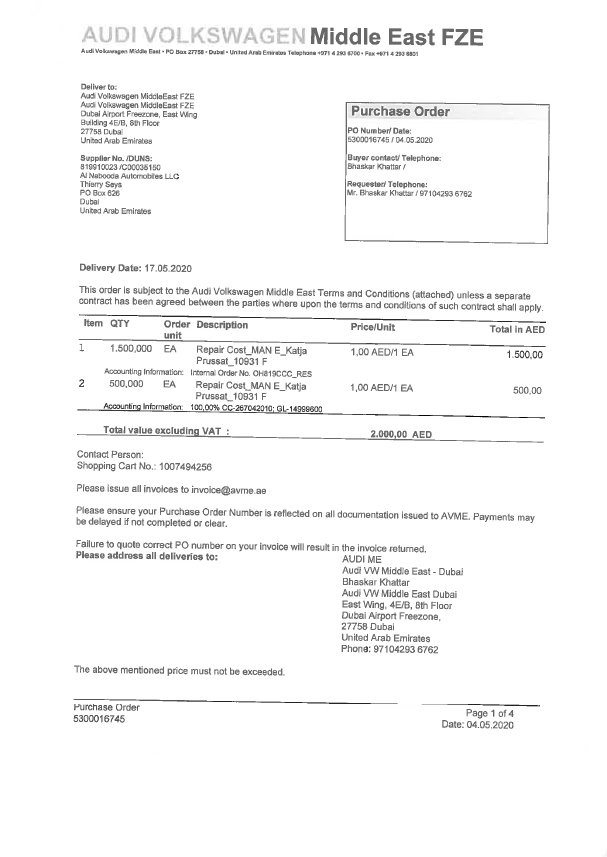 AUDI VOLKSWAGEN Middle East FZE
Audi Volkswagen Middle East • PO Box 27758 • Dubai • United Arab Emirates Telephone +971 4 293 6700 • Fax +971 4 293 6801
Deliver to:
Audi Volkswagen MiddleEast FZE
Audi Volkswagen MiddleEast FZE
Dubai Airport Freezone, East Wing
Building 4E/B, 8th Floor
27758 Dubai
United Arab Emirates
Supplier No. /DUNS:
819910023 /C00035150
Al Nabooda Automobiles LLC
Thierry Seys
PO Box 626
Dubai
United Arab Emirates
Purchase Order
PO Number/ Date:
5300016745 / 04.05.2020
Buyer contact/ Telephone:
Bhaskar Khattar /
Requester/ Telephone:
Mr. Bhaskar Khattar / 97104293 6762
Delivery Date: 17.05.2020
This order is subject to the Audi Volkswagen Middle East Terms and Conditions (attached) unless a separate
contract has been agreed between the parties where upon the terms and conditions of such contract shall apply.
Item QTY Order Description Price/Unit Total in AED
unit
1 1.500,000 EA Repair Cost_MAN E_Katja 1,00 AED/1 EA 1.500,00
Prussat_10931 F
Accounting Information: Internal Order No. OH819CCC_RES
2 500,000 EA Repair Cost_MAN E_Katja 1,00 AED/1 EA 500,00
Prussat_10931 F
Accounting Information: 100,00% CC-267042010; GL-14999600
Total value excluding VAT : 2.000,00 AED
Contact Person:
Shopping Cart No.: 1007494256
Please issue all invoices to invoice@avme.ae
Please ensure your Purchase Order Number is reflected on all documentation issued to AVME. Payments may
be delayed if not completed or clear.
Failure to quote correct PO number on your invoice will result in the invoice returned.
Please address all deliveries to:
AUDI ME
Audi VW Middle East - Dubai
Bhaskar Khattar
Audi VW Middle East Dubai
East Wing, 4E/B, 8th Floor
Dubai Airport Freezone,
27758 Dubai
United Arab Emirates
Phone: 97104293 6762
The above mentioned price must not be exceeded.
Purchase Order
5300016745
Page 1 of 4
Date: 04.05.2020